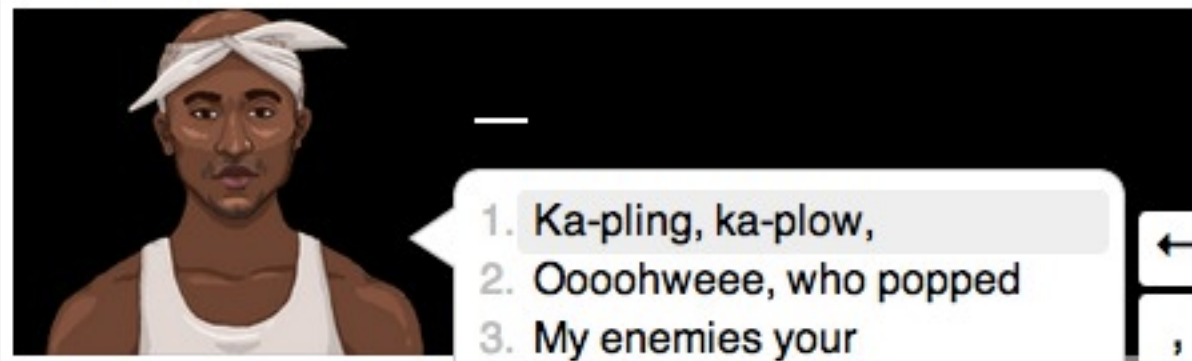 1. Ka-pling, ka-plow,
2. Oooohweee, who popped
3. My enemies your
←
,